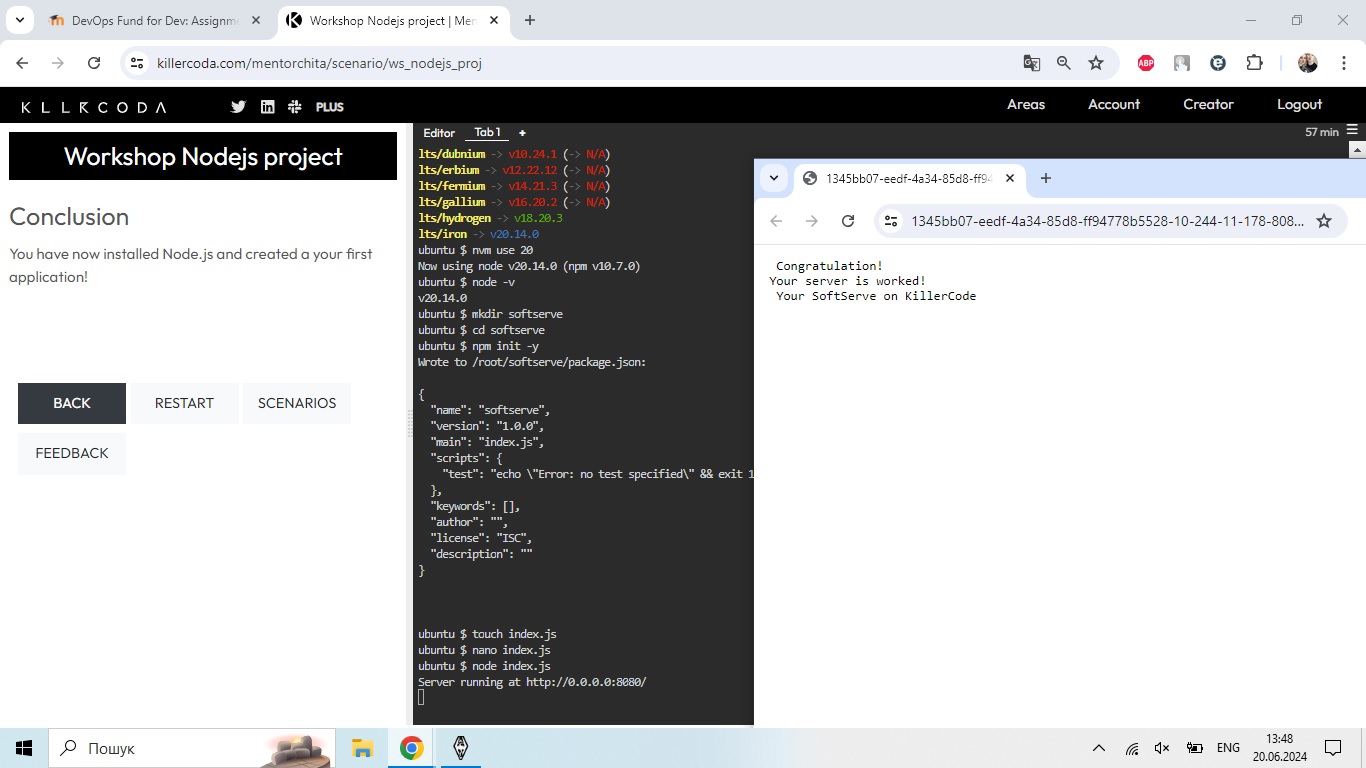 DevOps Fund for Dev: Assignm
Workshop Nodejs project | Men
killercoda.com/mentorchita/scenario/ws_nodejs_proj
ABP
KLLRCODA
PLUS
Areas
Account
Creator
Logout
Workshop Nodejs project
Conclusion
You have now installed Node.js and created a your first
application!
BACK
RESTART
SCENARIOS
FEEDBACK
Editor
Tab 1
+
57 min
lts/dubnium -> v10.24.1 (-> N/A)
lts/erbium -> v12.22.12 (-> N/A)
lts/fermium -> v14.21.3 (-> N/A)
lts/gallium -> v16.20.2 (-> N/A)
lts/hydrogen -> v18.20.3
lts/iron -> v20.14.0
ubuntu $ nvm use 20
Now using node v20.14.0 (npm v10.7.0)
ubuntu $ node -v
v20.14.0
ubuntu $ mkdir softserve
ubuntu $ cd softserve
ubuntu $ npm init -y
Wrote to /root/softserve/package.json:
{
"name": "softserve",
"version": "1.0.0",
"main": "index.js",
"scripts": {
"test": "echo \"Error: no test specified\" && exit 1
},
"keywords": [],
"author": "",
"license": "ISC",
"description": ""
}
ubuntu $ touch index.js
ubuntu $ nano index.js
ubuntu $ node index.js
Server running at http://0.0.0.0:8080/
1345bb07-eedf-4a34-85d8-ff94
1345bb07-eedf-4a34-85d8-ff94778b5528-10-244-11-178-808...
Congratulation!
Your server is worked!
Your SoftServe on KillerCode
Пошук
ENG
13:48
20.06.2024